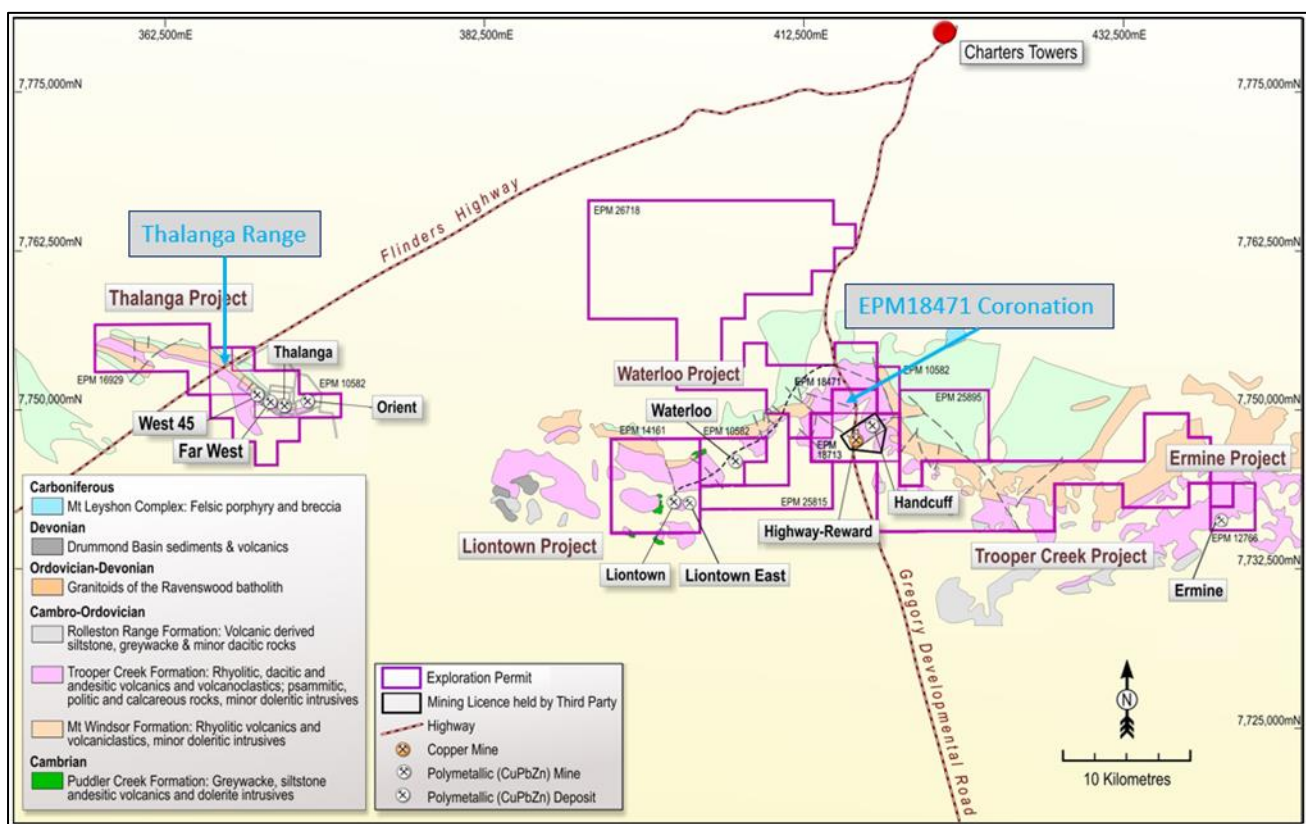 362,500mE
382,500mE
412,500mE
432,500mE
Charters Towers
7,775,000mN
7,775,000mN
Flinders Highway
EPM 26718
Thalanga Range
7,762,500mN
7,762,500mN
Thalanga Project
EPM18471 Coronation
Thalanga
EPM 16929
EPM 10582
Waterloo Project
EPM 18471
EPM 10582
EPM 25895
7,750,000mN
7,750,000mN
Orient
West 45
Far West
Waterloo
EPM 14161
EPM 10582
EPM
18713
Ermine Project
Handcuff
EPM 25815
Highway-Reward
Liontown Project
Trooper Creek Project
EPM 12766
Liontown
Liontown East
Ermine
7,732,500mN
Gregory Developmental Road
7,725,000mN
Carboniferous
Mt Leyshon Complex: Felsic porphyry and breccia
Devonian
Drummond Basin sediments & volcanics
Ordovician-Devonian
Granitoids of the Ravenswood batholith
Cambro-Ordovician
Rolleston Range Formation: Volcanic derived
siltstone, greywacke & minor dacitic rocks
Trooper Creek Formation: Rhyolitic, dacitic and
andesitic volcanics and volcanoclastics; psammitic,
politic and calcareous rocks, minor doleritic intrusives
Mt Windsor Formation: Rhyolitic volcanics and
volcaniclastics, minor doleritic intrusives
Cambrian
Puddler Creek Formation: Greywacke, siltstone
andesitic volcanics and dolerite intrusives
Exploration Permit
Mining Licence held by Third Party
Highway
Copper Mine
Polymetallic (CuPbZn) Mine
Polymetallic (CuPbZn) Deposit
N
10 Kilometres